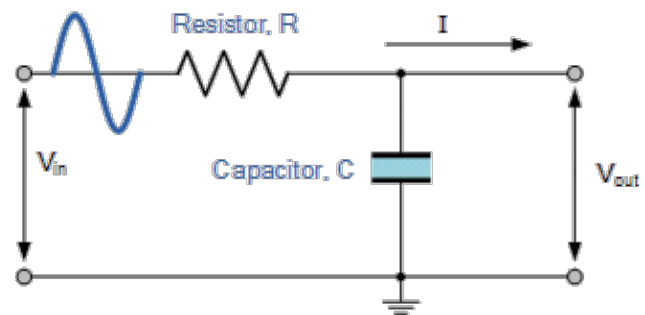 Resistor, R
I
Vin
Capacitor, C
Vout